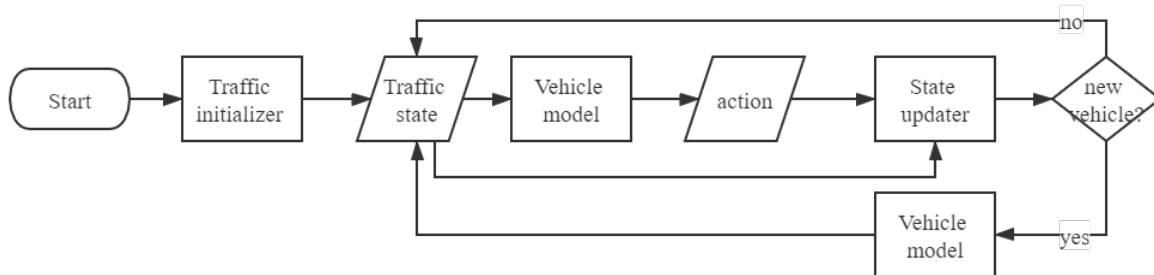 no
Start
Traffic
initializer
Traffic
state
Vehicle
model
action
State
updater
new
vehicle?
Vehicle
model
yes